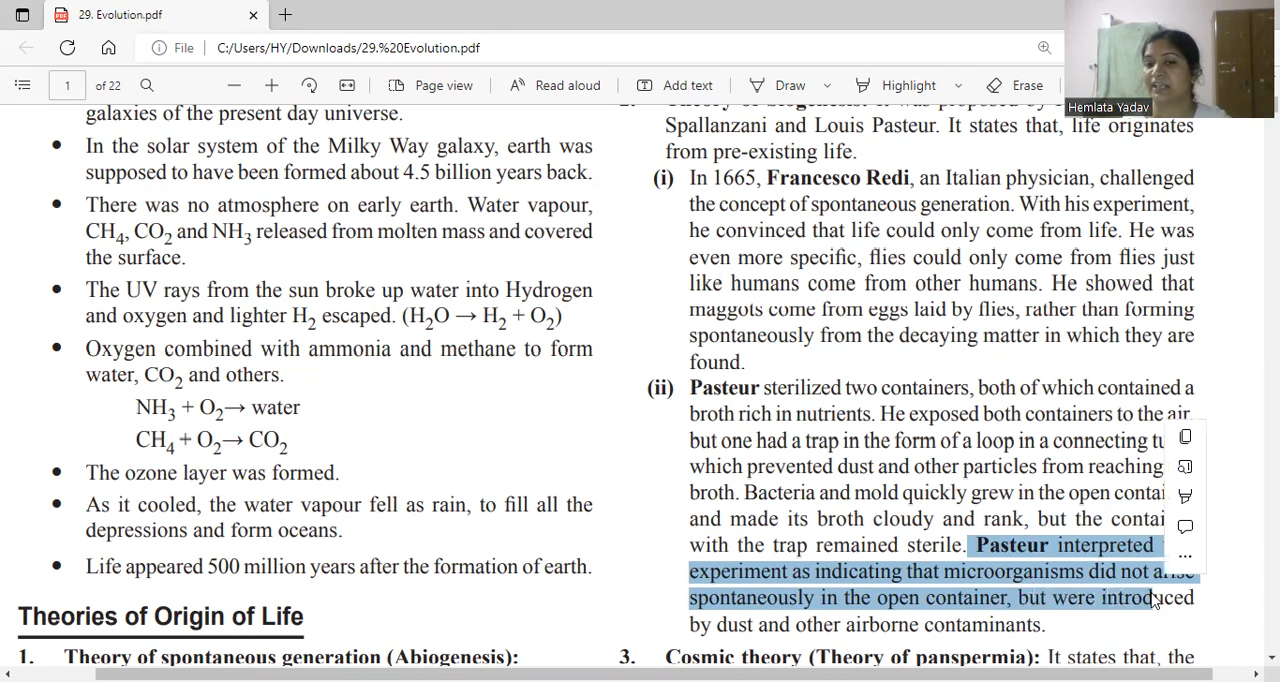 29. Evolution.pdf
File
C:/Users/HY/Downloads/29.%20Evolution.pdf
1 of 22
Page view
Read aloud
Add text
Draw
Highlight
Erase
Hemlata Yadav
galaxies of the present day universe.
• In the solar system of the Milky Way galaxy, earth was
supposed to have been formed about 4.5 billion years back.
• There was no atmosphere on early earth. Water vapour,
CH4, CO2 and NH3 released from molten mass and covered
the surface.
• The UV rays from the sun broke up water into Hydrogen
and oxygen and lighter H2 escaped. (H2O → H2 + O2)
• Oxygen combined with ammonia and methane to form
water, CO2 and others.
NH3 + O2→ water
CH4 + O2→ CO2
• The ozone layer was formed.
• As it cooled, the water vapour fell as rain, to fill all the
depressions and form oceans.
• Life appeared 500 million years after the formation of earth.
Theories of Origin of Life
1. Theory of spontaneous generation (Abiogenesis):
2. Theory of biogenesis: It was proposed by
Spallanzani and Louis Pasteur. It states that, life originates
from pre-existing life.
(i) In 1665, Francesco Redi, an Italian physician, challenged
the concept of spontaneous generation. With his experiment,
he convinced that life could only come from life. He was
even more specific, flies could only come from flies just
like humans come from other humans. He showed that
maggots come from eggs laid by flies, rather than forming
spontaneously from the decaying matter in which they are
found.
(ii) Pasteur sterilized two containers, both of which contained a
broth rich in nutrients. He exposed both containers to the air,
but one had a trap in the form of a loop in a connecting
which prevented dust and other particles from reaching
broth. Bacteria and mold quickly grew in the open
and made its broth cloudy and rank, but the
with the trap remained sterile. Pasteur interpreted
experiment as indicating that microorganisms did not arise
spontaneously in the open container, but were introduced
by dust and other airborne contaminants.
3. Cosmic theory (Theory of panspermia): It states that, the